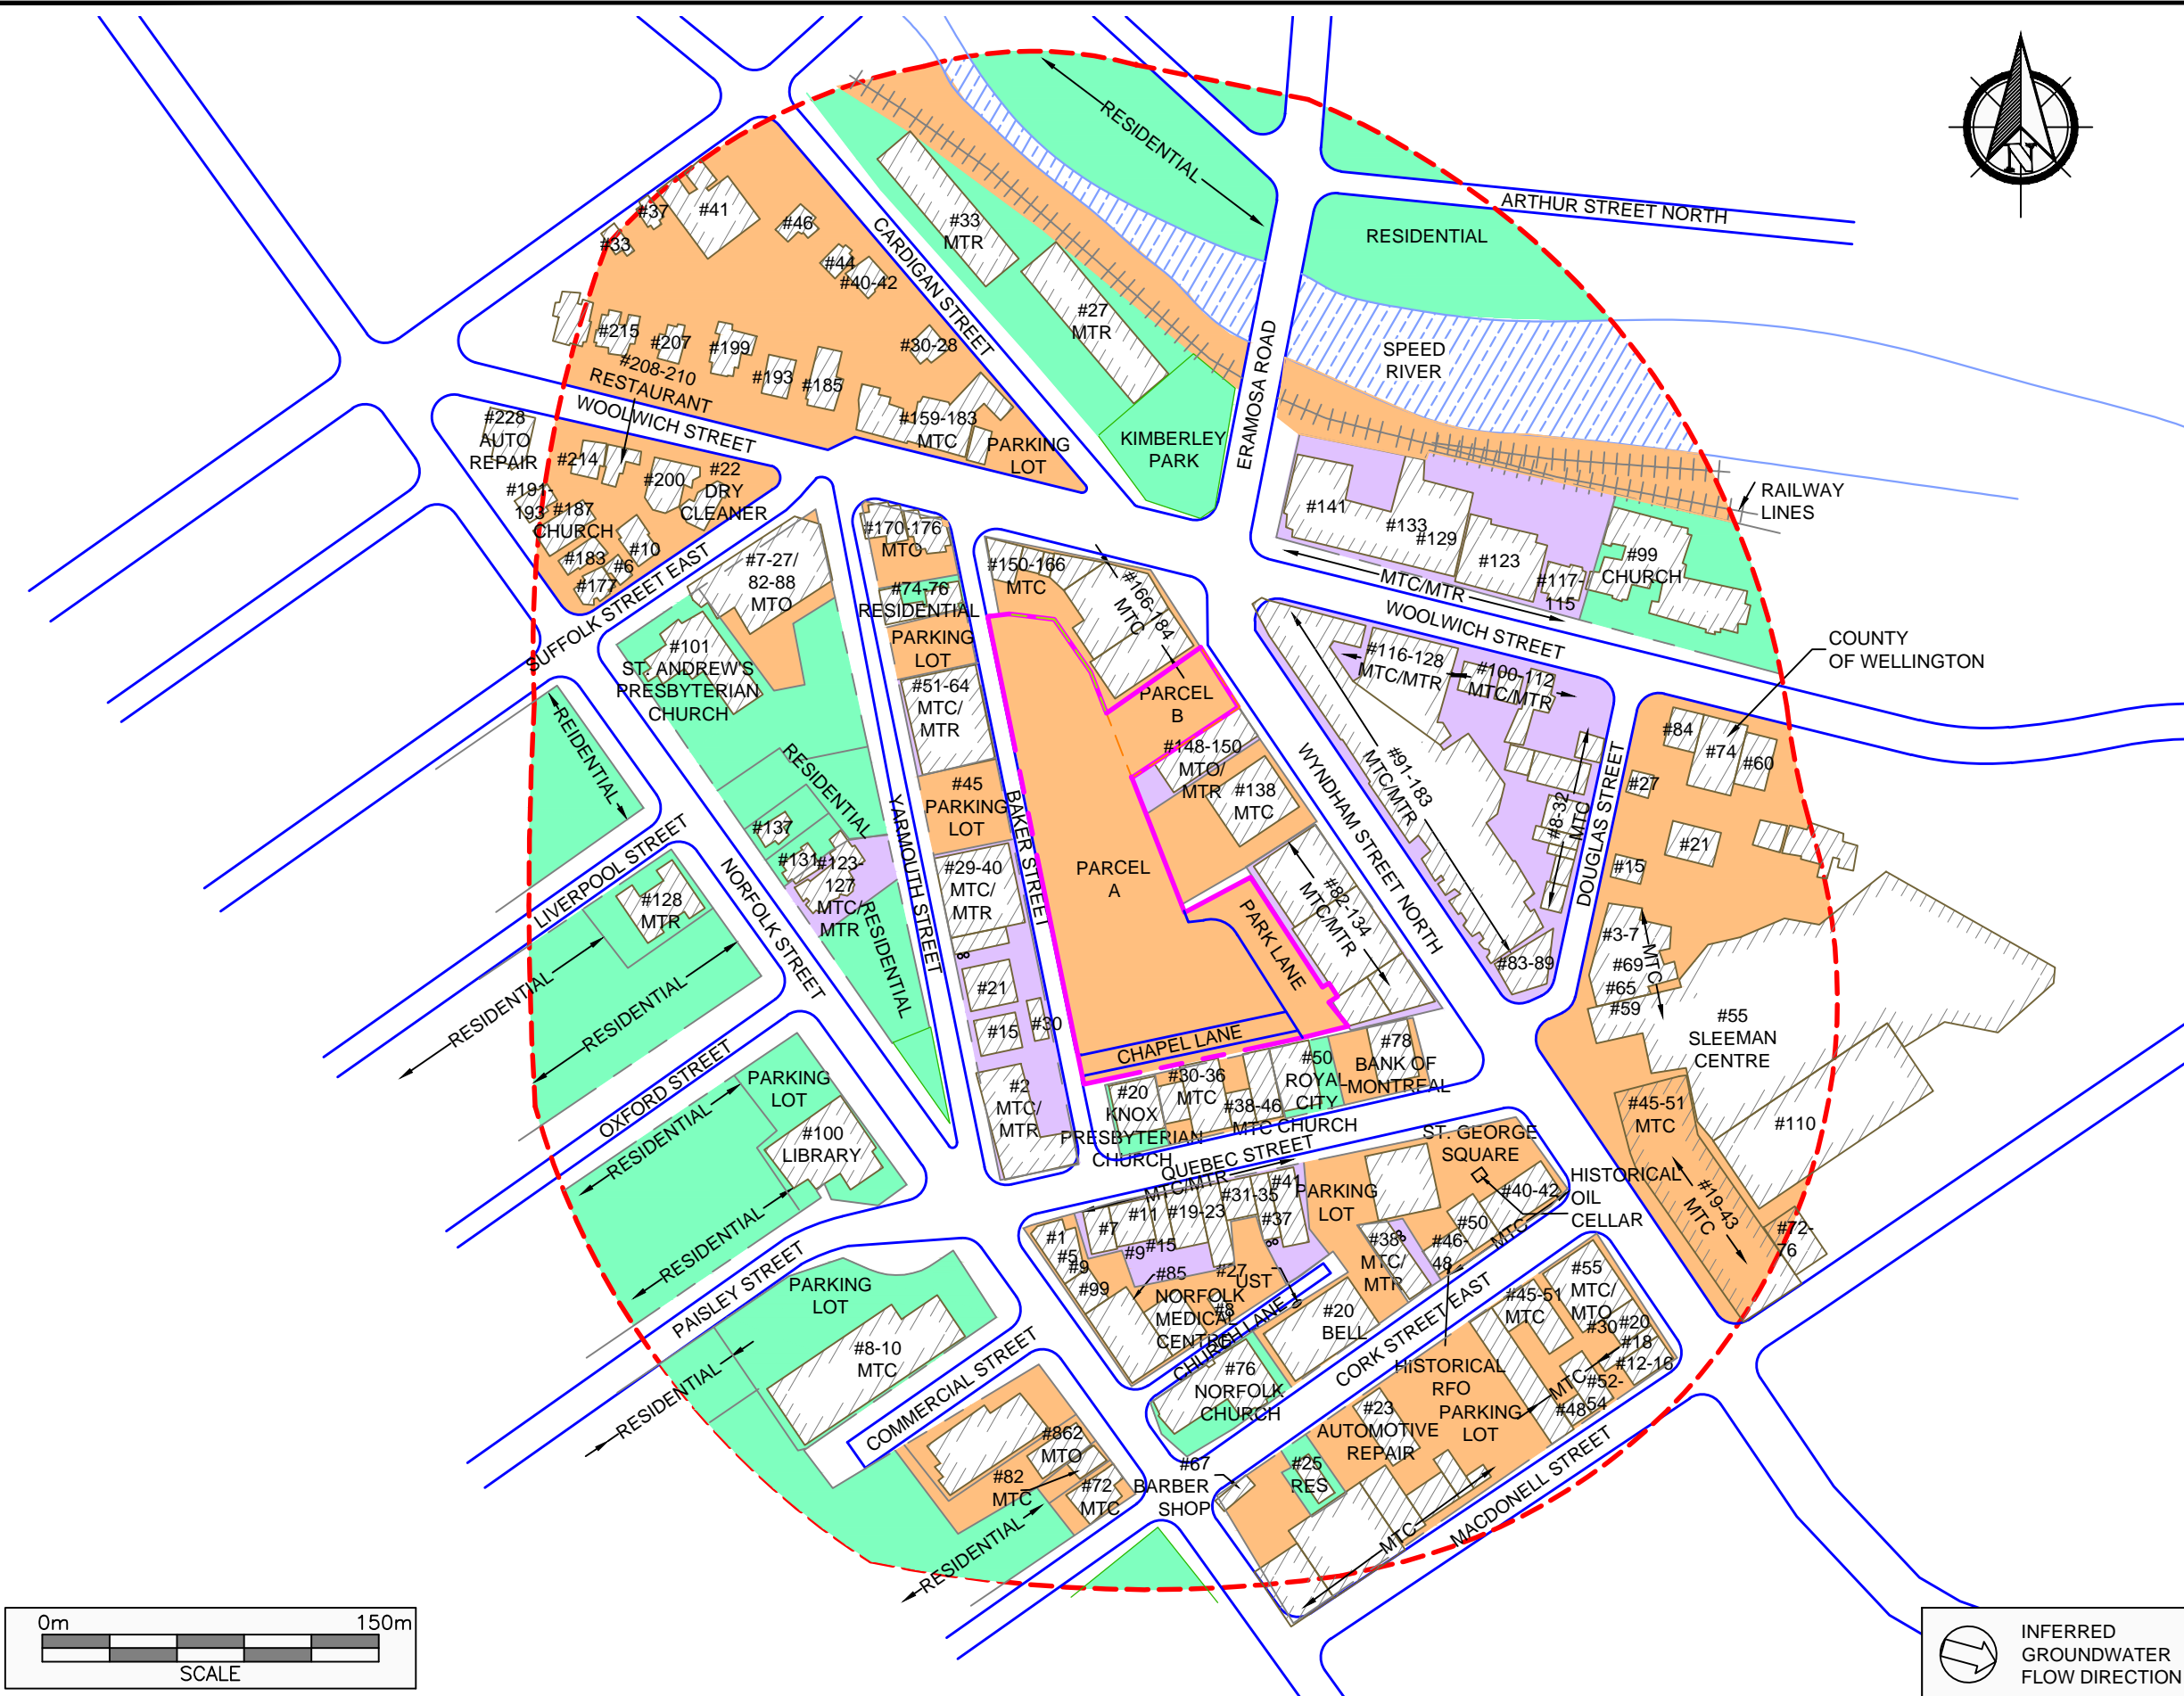 RESIDENTIAL
ARTHUR STREET NORTH
RESIDENTIAL
#37
#41
#46
#33
#44
#40-42
CARDIGAN STREET
#33
MTR
#27
MTR
#215
#207
#199
#193
#185
#30-28
#208-210
RESTAURANT
WOOLWICH STREET
#159-183
MTC
PARKING
LOT
KIMBERLEY
PARK
ERAMOSA ROAD
SPEED
RIVER
RAILWAY
LINES
#228
AUTO
REPAIR
#214
#200
#22
DRY
CLEANER
#191-
193
#187
CHURCH
#183
#10
#6
#177
SUFFOLK STREET EAST
#7-27/
82-88
MTO
#170-176
MTO
#74-76
RESIDENTIAL
PARKING
LOT
#150-166
MTC
#166-184
MTC
#141
#133
#129
#123
#117-
115
#99
CHURCH
MTC/MTR
WOOLWICH STREET
COUNTY
OF WELLINGTON
#101
ST. ANDREW'S
PRESBYTERIAN
CHURCH
#51-64
MTC/
MTR
PARCEL
B
#116-128
MTC/MTR
#100-112
MTC/MTR
#84
#74
#60
#27
#21
#15
REIDENTIAL
RESIDENTIAL
#148-150
MTO/
MTR
#138
MTC
WYNDHAM STREET NORTH
#91-183
MTC/MTR
#8-32
MTC
DOUGLAS STREET
#45
PARKING
LOT
BAKER STREET
YARMOUTH STREET
#137
#131
#123-
127
MTC/
MTR
LIVERPOOL STREET
#128
MTR
NORFOLK STREET
RESIDENTIAL
#29-40
MTC/
MTR
PARCEL
A
PARK LANE
#82-134
MTC/MTR
#83-89
#3-7
MTC
#69
#65
#59
#55
SLEEMAN
CENTRE
RESIDENTIAL
RESIDENTIAL
8
#21
#15
#30
CHAPEL LANE
#78
BANK OF
MONTREAL
OXFORD STREET
PARKING
LOT
#100
LIBRARY
RESIDENTIAL
#2
MTC/
MTR
#20
KNOX
PRESBYTERIAN
CHURCH
#30-36
MTC
#38-46
MTC
#50
ROYAL
CITY
CHURCH
QUEBEC STREET
ST. GEORGE
SQUARE
#45-51
MTC
#110
HISTORICAL
OIL
CELLAR
MTC/MTR
#31-35
#41
PARKING
LOT
#40-42
MTC
#19-43
MTC
#72-
76
RESIDENTIAL
PAISLEY STREET
PARKING
LOT
#1
#5
#9
#99
#7
#11
#19-23
#9
#15
#37
8
#27
UST
#85
NORFOLK
MEDICAL
CENTRE
#8
CHURCH LANE
#38
MTC/
MTR
8
#46-
48
#50
#20
BELL
#55
MTC/
MTO
#45-51
MTC
#30
#20
#18
#12-16
MTC
#52-
54
#48
#8-10
MTC
COMMERCIAL STREET
RESIDENTIAL
#76
NORFOLK
CHURCH
CORK STREET EAST
HISTORICAL
RFO
PARKING
LOT
#23
AUTOMOTIVE
REPAIR
#25
RES
#67
BARBER
SHOP
#862
MTO
#82
MTC
#72
MTC
RESIDENTIAL
MTC
MACDONELL STREET
0m 150m
SCALE
INFERRED
GROUNDWATER
FLOW DIRECTION
N